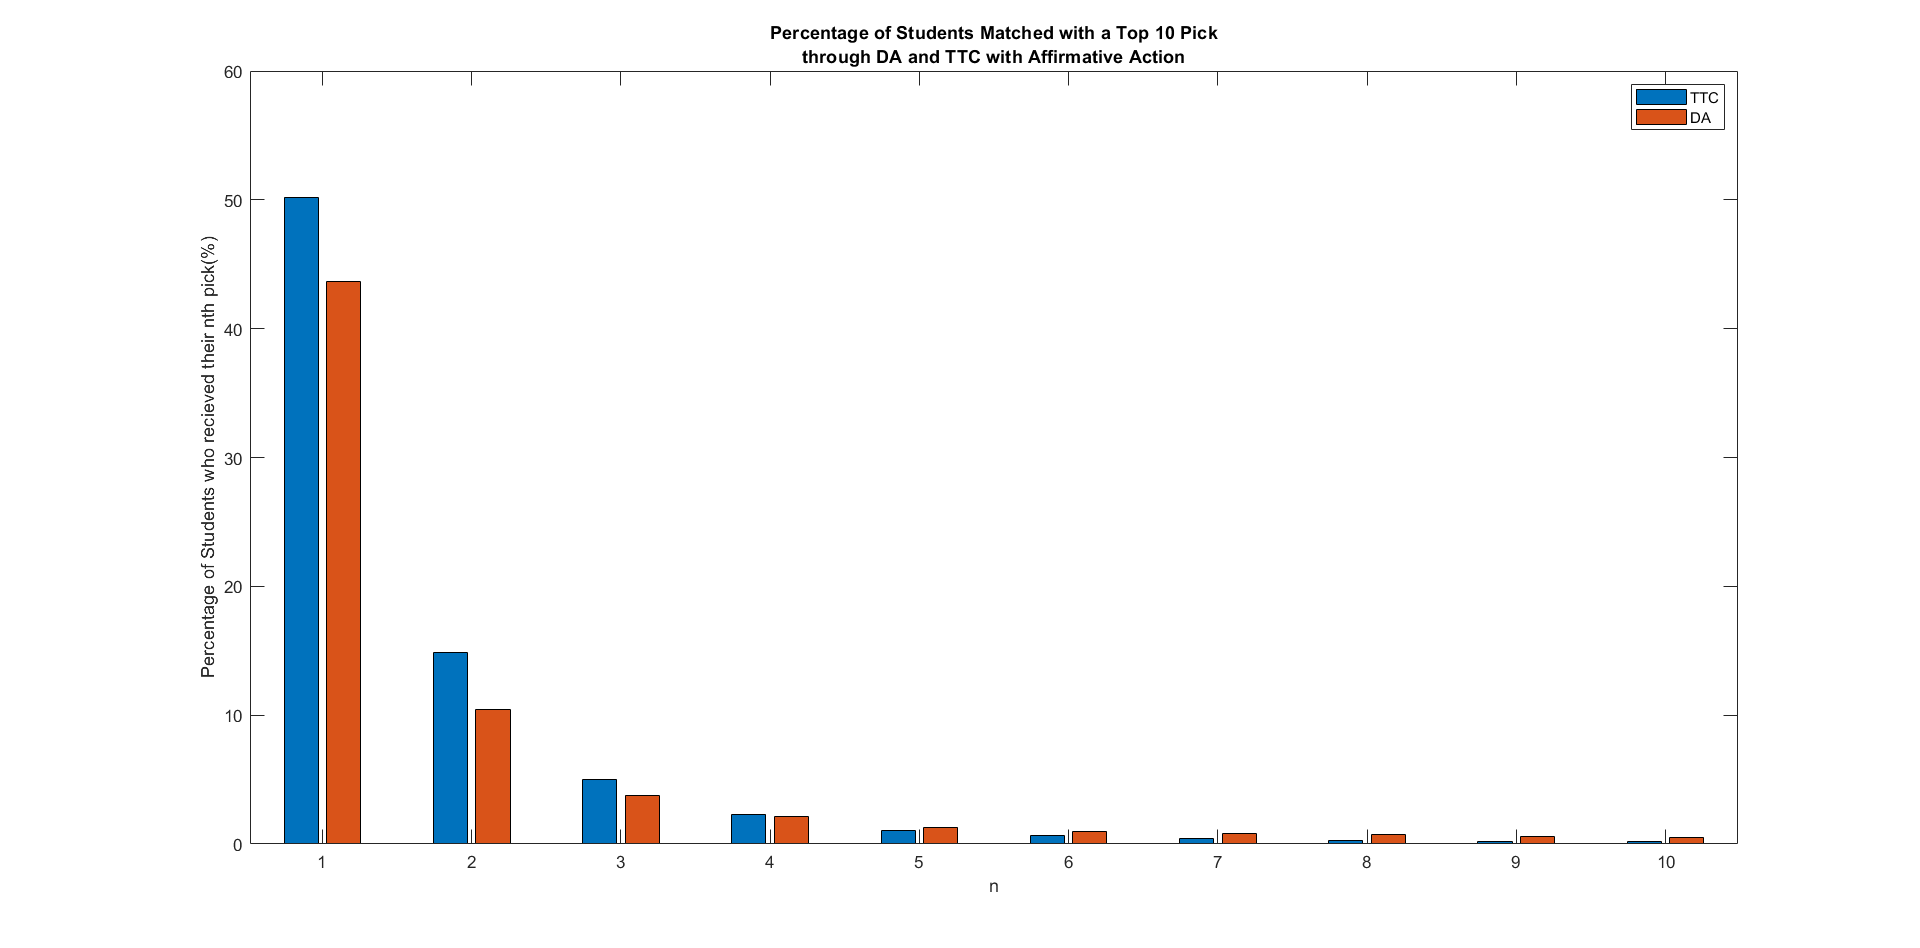 Percentage of Students Matched with a Top 10 Pick
through DA and TTC with Affirmative Action
TTC
DA
Percentage of Students who recieved their nth pick(%)
60
50
40
30
20
10
0
1 2 3 4 5 6 7 8 9 10
n